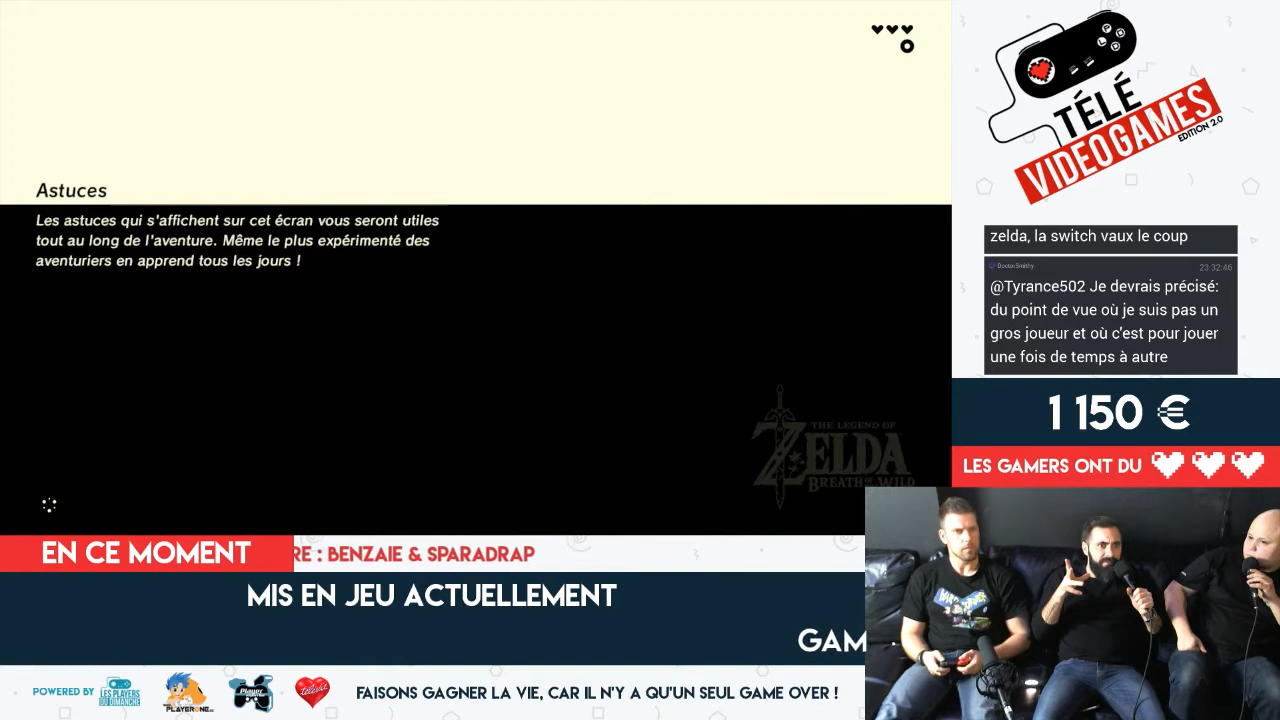 Astuces
Les astuces qui s'affichent sur cet écran vous seront utiles
tout au long de l'aventure. Même le plus expérimenté des
aventuriers en apprend tous les jours !
THE LEGEND OF
ZELDA
BREATH OF THE WILD
TÉLÉ
VIDEOGAMES
EDITION 2.0
zelda, la switch vaux le coup
DoctorSmithy
23:32:46
@Tyrance502 Je devrais précisé:
du point de vue où je suis pas un
gros joueur et où c'est pour jouer
une fois de temps à autre
1 150 €
LES GAMERS ONT DU
EN CE MOMENT
RE : BENZAIE & SPARADRAP
MIS EN JEU ACTUELLEMENT
GAM
POWERED BY
LES PLAYERS
DU DIMANCHE
PLAYERONE
Player
télévie
FAISONS GAGNER LA VIE, CAR IL N'Y A QU'UN SEUL GAME OVER !